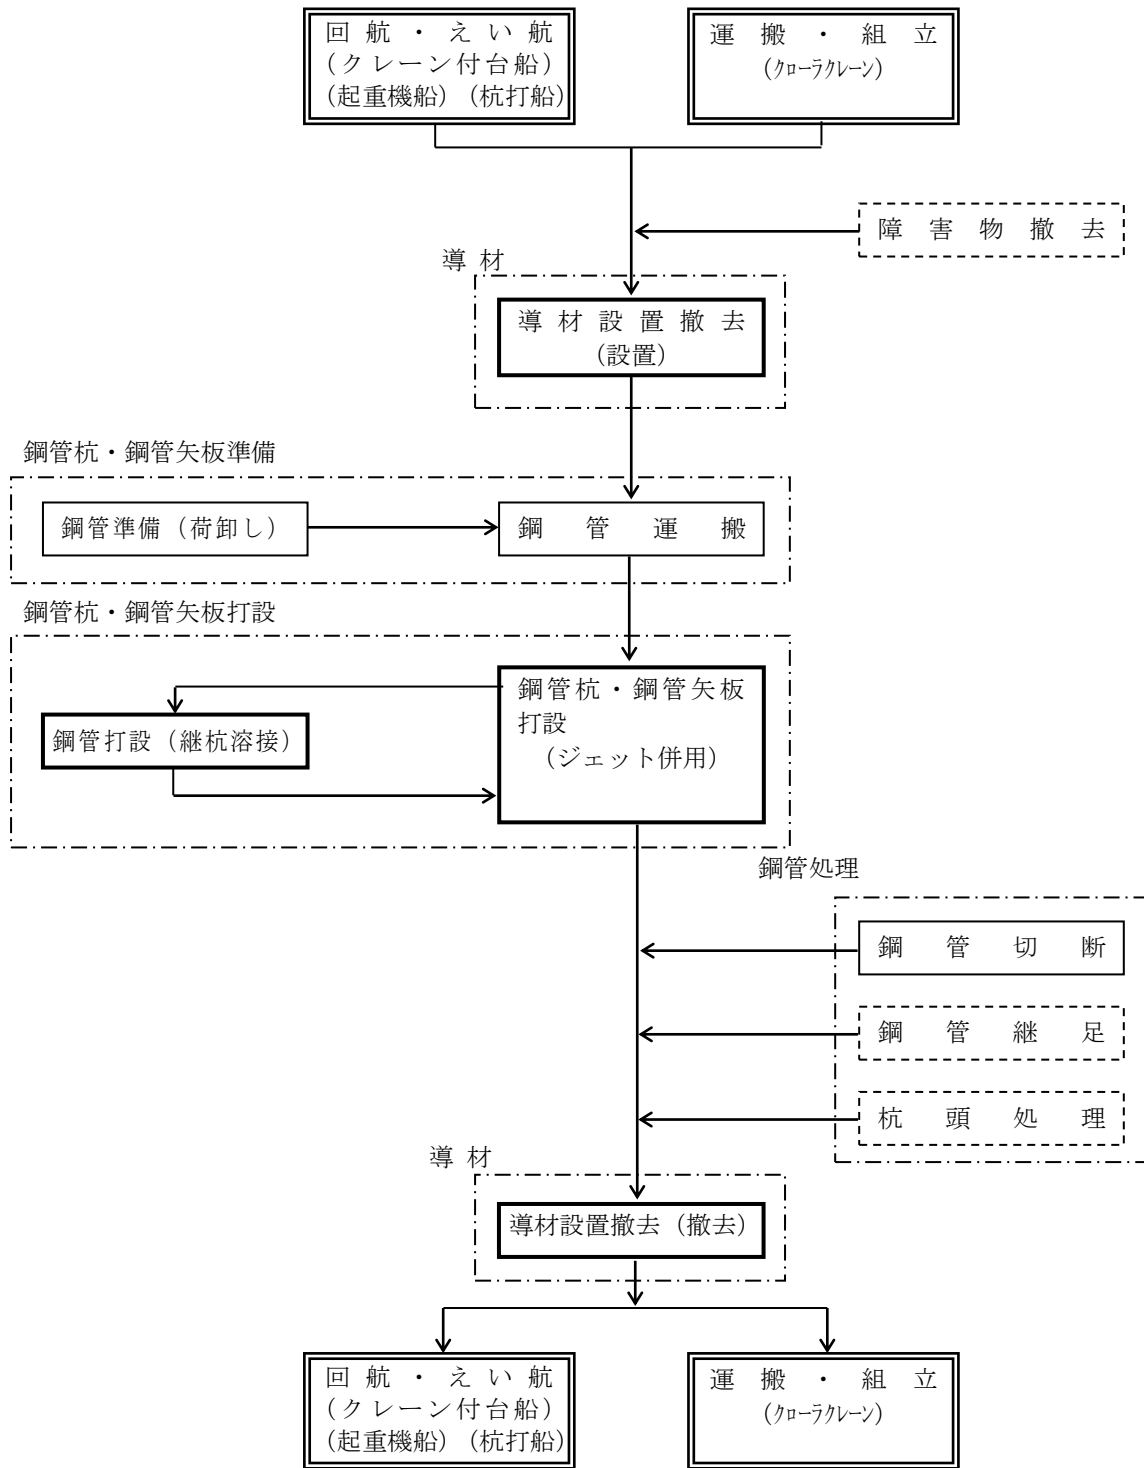 回航・えい航
(クレーン付台船)
(起重機船)(杭打船)
運搬・組立
(ｸﾛｰﾗｸﾚｰﾝ)
障害物撤去
導材
導材設置撤去
(設置)
鋼管杭・鋼管矢板準備
鋼管準備(荷卸し)
鋼管運搬
鋼管杭・鋼管矢板打設
鋼管杭・鋼管矢板
打設
(ジェット併用)
鋼管打設(継杭溶接)
鋼管処理
鋼管切断
鋼管継足
杭頭処理
導材
導材設置撤去(撤去)
回航・えい航
(クレーン付台船)
(起重機船)(杭打船)
運搬・組立
(ｸﾛｰﾗｸﾚｰﾝ)